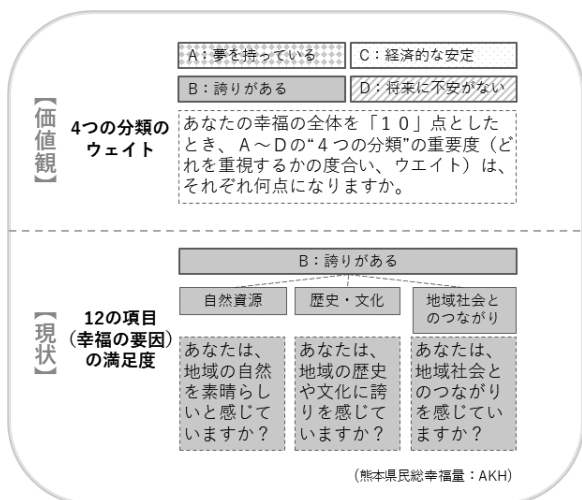 A：夢を持っている
C：経済的な安定
B：誇りがある
D：将来に不安がない
【価値観】
4つの分類の
ウェイト
あなたの幸福の全体を「１０」点とした
とき、Ａ～Ｄの“４つの分類”の重要度（ど
れを重視するかの度合い、ウエイト）は、
それぞれ何点になりますか。
【現状】
12の項目
（幸福の要因）
の満足度
B：誇りがある
自然資源
歴史・文化
地域社会と
のつながり
あなたは、
地域の自然
を素晴らし
いと感じて
いますか？
あなたは、
地域の歴史
や文化に誇
りを感じて
いますか？
あなたは、
地域社会と
のつながり
を感じてい
ますか？
（熊本県民総幸福量：AKH）